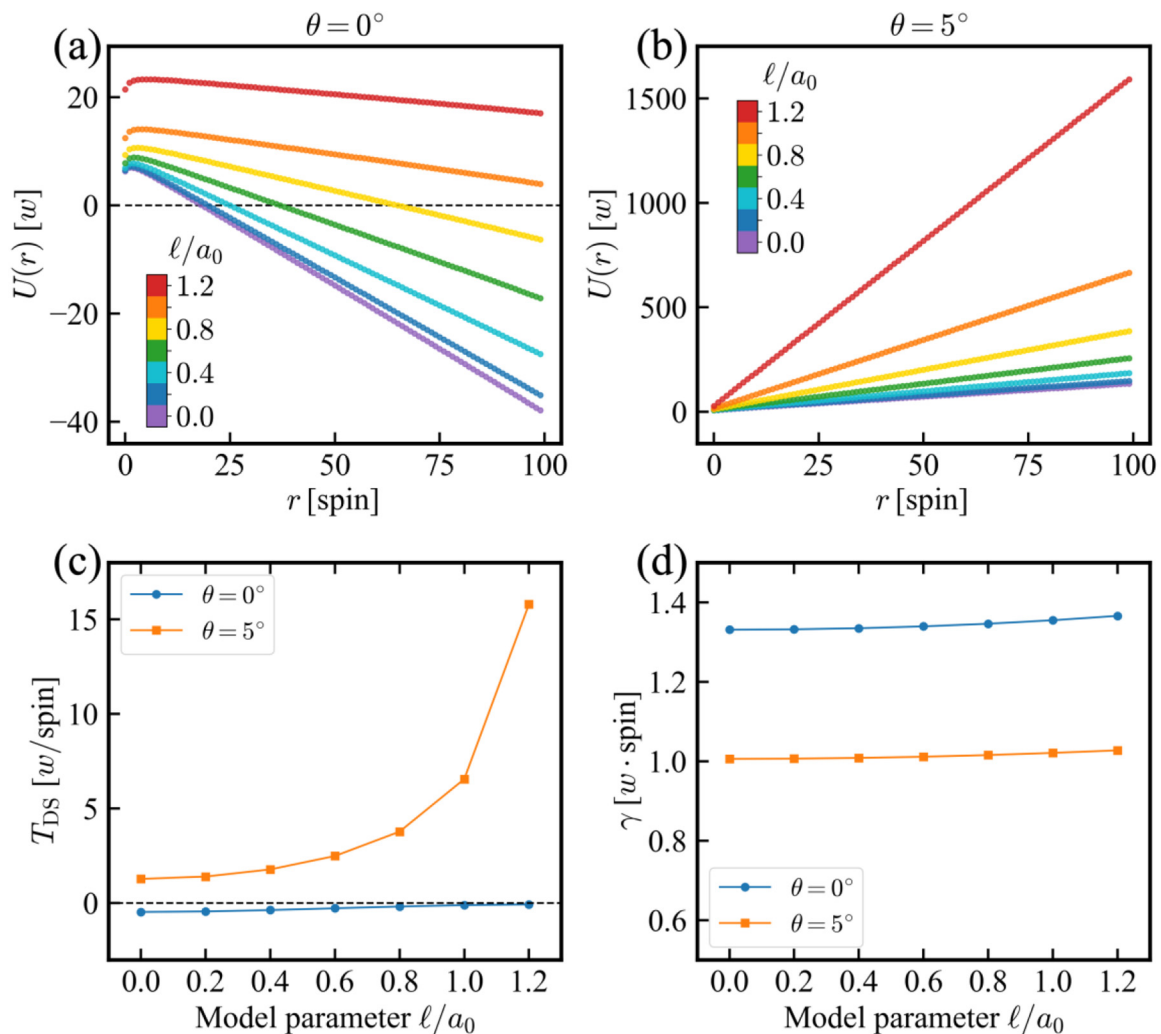 (a)
θ = 0°
20
0
−20
−40
U(r) [w]
ℓ/a₀
1.2
0.8
0.4
0.0
0
25
50
75
100
r [spin]
(b)
θ = 5°
1500
1000
500
0
U(r) [w]
ℓ/a₀
1.2
0.8
0.4
0.0
0
25
50
75
100
r [spin]
(c)
θ = 0°
θ = 5°
15
10
5
0
T_DS [w/spin]
0.0 0.2 0.4 0.6 0.8 1.0 1.2
Model parameter ℓ/a₀
(d)
1.4
1.2
1.0
0.8
0.6
γ [w · spin]
θ = 0°
θ = 5°
0.0 0.2 0.4 0.6 0.8 1.0 1.2
Model parameter ℓ/a₀